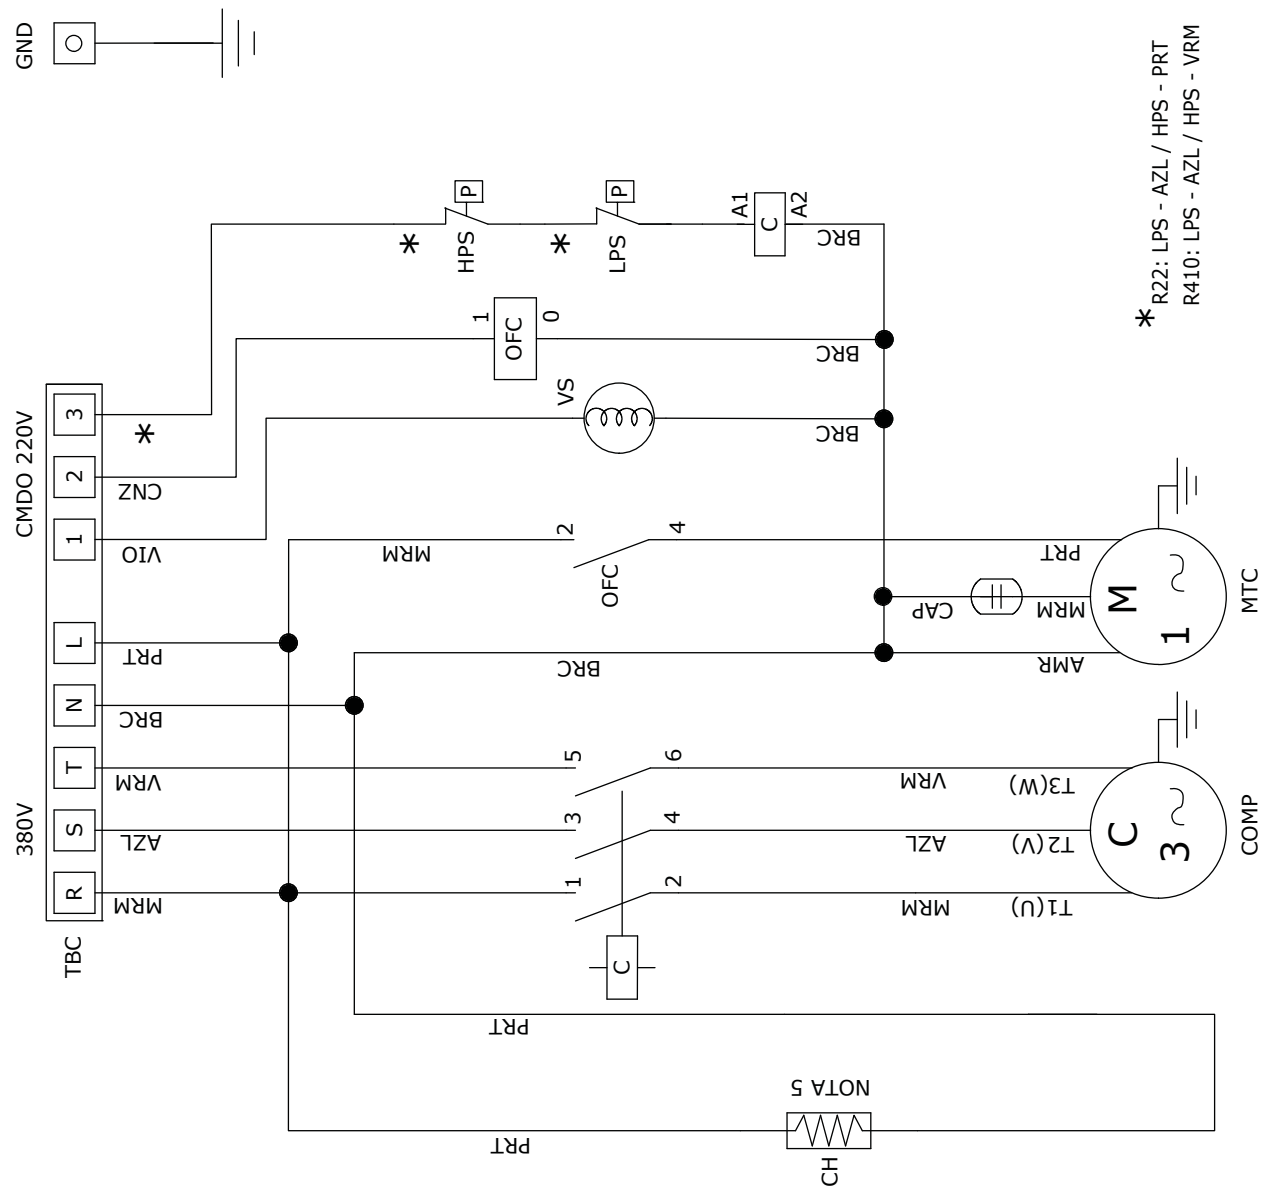 GND
CMDO 220V
380V
TBC
3
2
1
L
N
T
S
R
*
CNZ
VIO
PRT
BRC
VRM
AZL
MRM
*
HPS
P
*
LPS
P
A1
C
A2
BRC
1
OFC
0
BRC
VS
BRC
MRM
2
OFC
4
PRT
CAP
MRM
BRC
AMR
M
1
MTC
5
6
VRM
T3(W)
3
4
AZL
T2(V)
1
2
MRM
T1(U)
C
C
3
COMP
PRT
NOTA 5
PRT
CH
* R22: LPS - AZL / HPS - PRT
R410: LPS - AZL / HPS - VRM